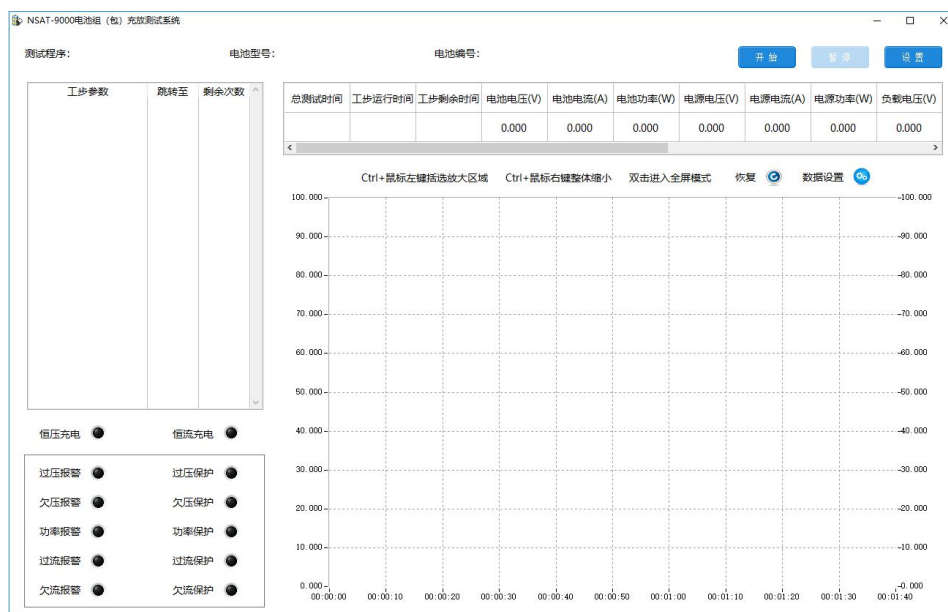 NSAT-9000电池组（包）充放测试系统
测试程序： 电池型号： 电池编号： 开始 暂停 设置
工步参数 跳转至 剩余次数
总测试时间 工步运行时间 工步剩余时间 电池电压(V) 电池电流(A) 电池功率(W) 电源电压(V) 电源电流(A) 电源功率(W) 负载电压(V)
0.000 0.000 0.000 0.000 0.000 0.000 0.000
Ctrl+鼠标左键括选放大区域 Ctrl+鼠标右键整体缩小 双击进入全屏模式 恢复 数据设置
100.000 100.000
90.000 90.000
80.000 80.000
70.000 70.000
60.000 60.000
50.000 50.000
40.000 40.000
30.000 30.000
20.000 20.000
10.000 10.000
0.000 0.000
00:00:00 00:00:10 00:00:20 00:00:30 00:00:40 00:00:50 00:01:00 00:01:10 00:01:20 00:01:30 00:01:40
恒压充电 恒流充电
过压报警 过压保护
欠压报警 欠压保护
功率报警 功率保护
过流报警 过流保护
欠流报警 欠流保护